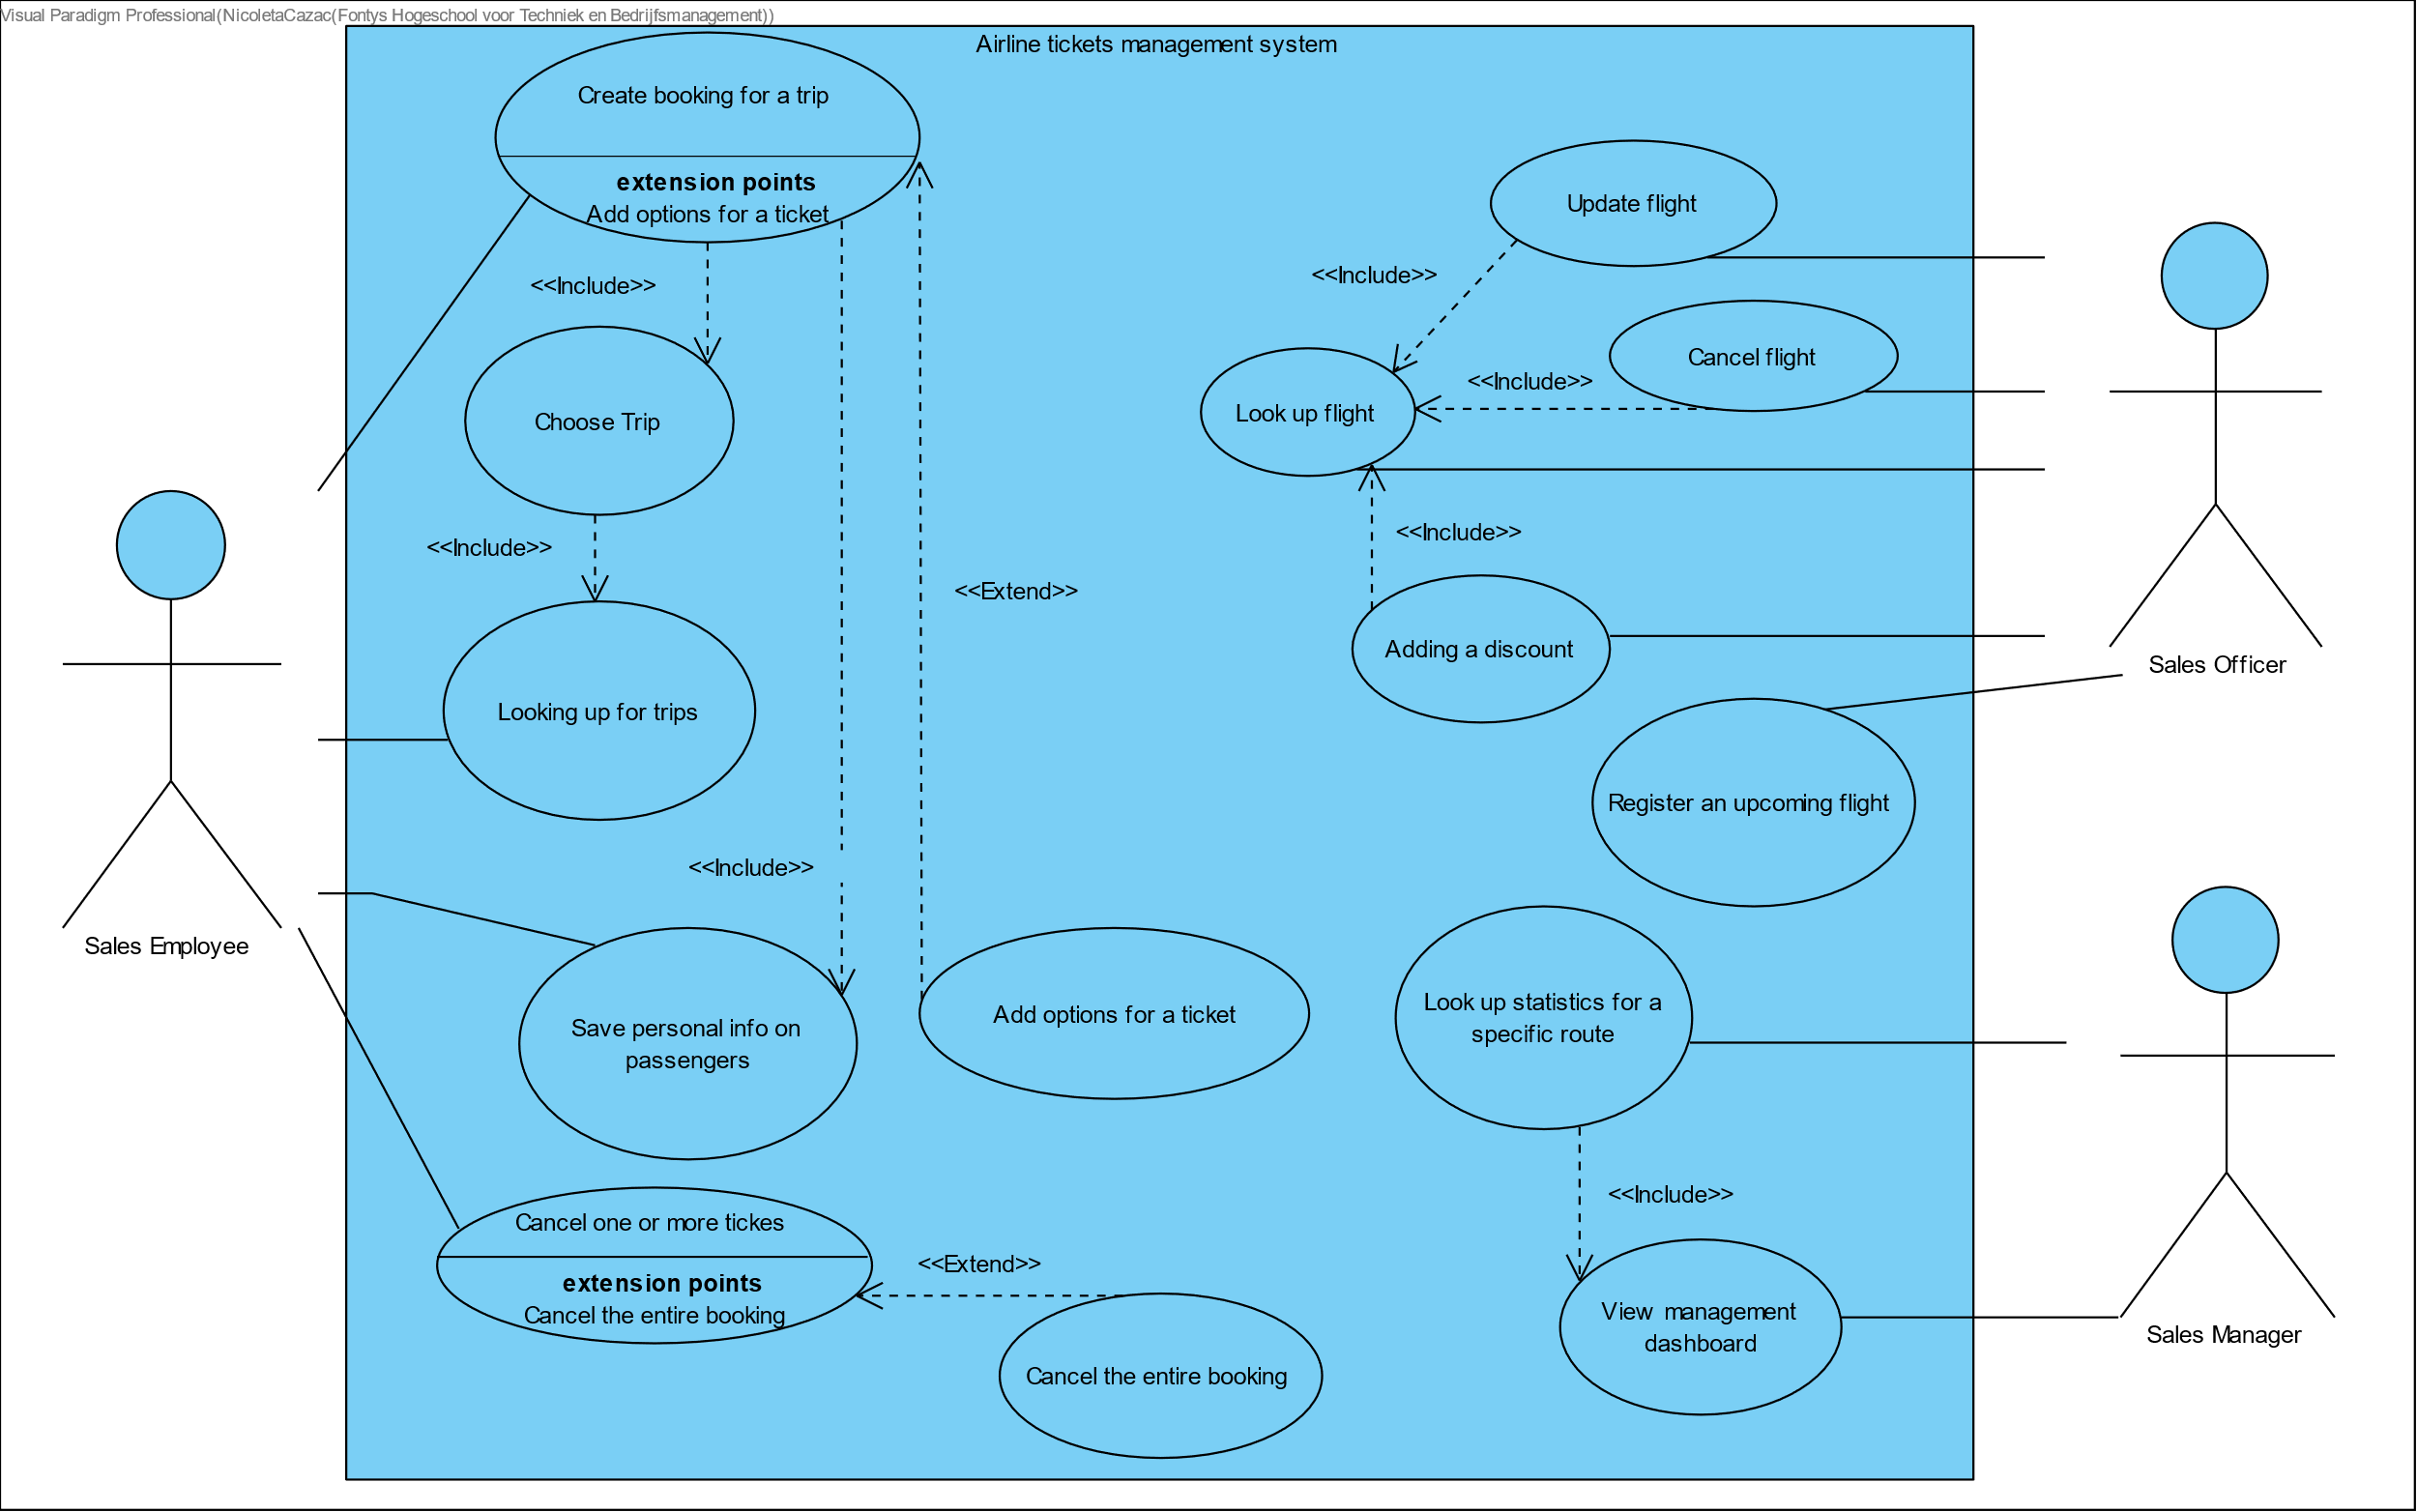 Visual Paradigm Professional(NicoletaCazac(Fontys Hogeschool voor Techniek en Bedrijfsmanagement))
Airline tickets management system
Create booking for a trip
extension points
Add options for a ticket
Update flight
<<Include>>
<<Include>>
Cancel flight
<<Include>>
Choose Trip
Look up flight
<<Include>>
<<Include>>
<<Extend>>
Adding a discount
Sales Officer
Looking up for trips
Register an upcoming flight
<<Include>>
Sales Employee
Save personal info on
passengers
Add options for a ticket
Look up statistics for a
specific route
<<Include>>
Cancel one or more tickes
extension points
Cancel the entire booking
<<Extend>>
View management
dashboard
Sales Manager
Cancel the entire booking